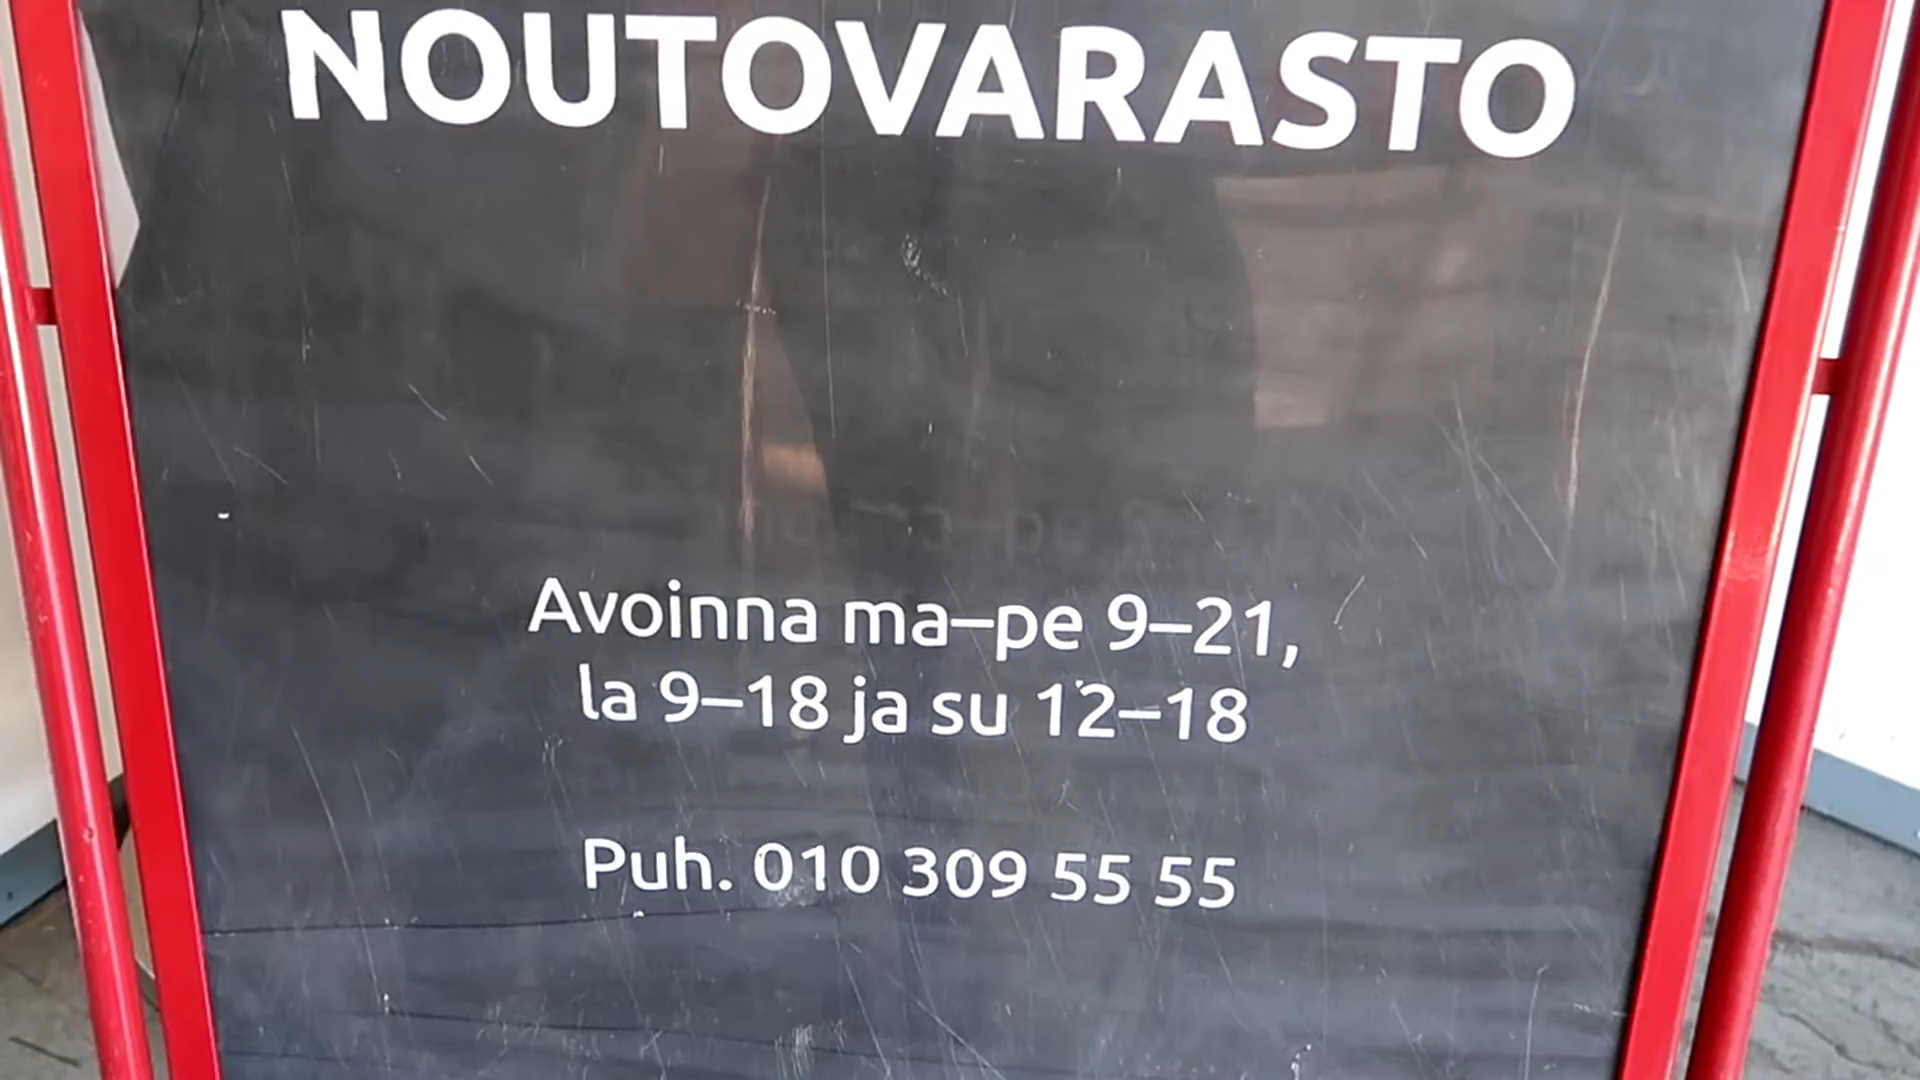 NOUTOVARASTO
Avoinna ma–pe 9–21,
la 9–18 ja su 12–18
Puh. 010 309 55 55